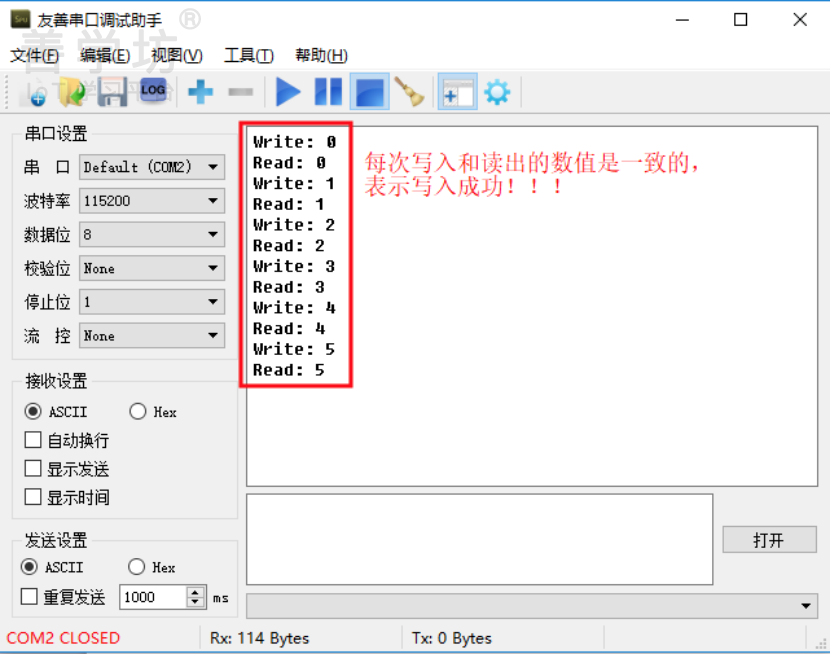 友善串口调试助手
善学坊®
文件(F) 编辑(E) 视图(V) 工具(T) 帮助(H)
LOG
串口设置
串 口 Default (COM2)
波特率 115200
数据位 8
校验位 None
停止位 1
流 控 None
接收设置
ASCII Hex
自动换行
显示发送
显示时间
发送设置
ASCII Hex
重复发送 1000 ms
Write: 0
Read: 0
Write: 1
Read: 1
Write: 2
Read: 2
Write: 3
Read: 3
Write: 4
Read: 4
Write: 5
Read: 5
每次写入和读出的数值是一致的，
表示写入成功！！！
打开
COM2 CLOSED Rx: 114 Bytes Tx: 0 Bytes